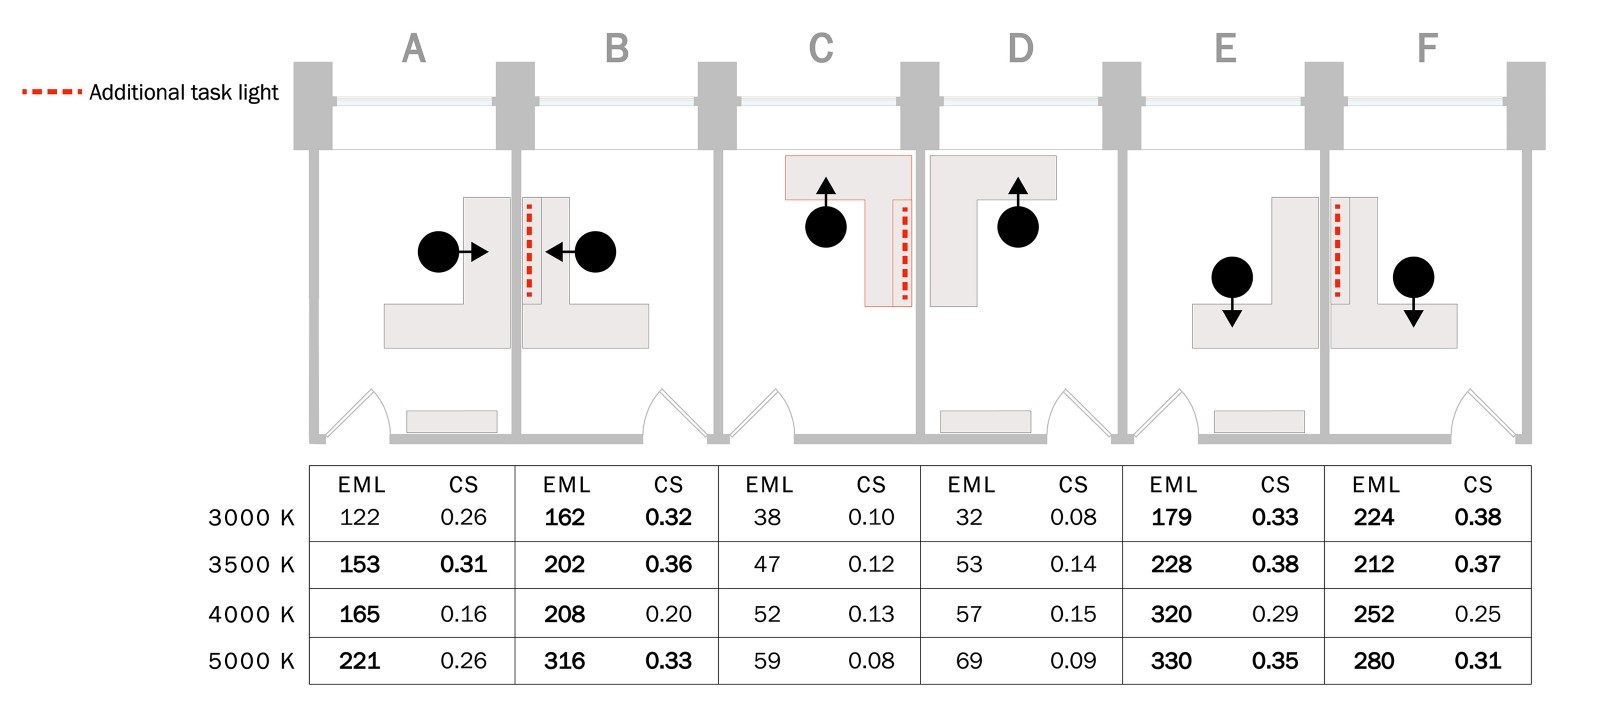 A B C D E F
Additional task light
EML CS EML CS EML CS EML CS EML CS EML CS
3000 K 122 0.26 162 0.32 38 0.10 32 0.08 179 0.33 224 0.38
3500 K 153 0.31 202 0.36 47 0.12 53 0.14 228 0.38 212 0.37
4000 K 165 0.16 208 0.20 52 0.13 57 0.15 320 0.29 252 0.25
5000 K 221 0.26 316 0.33 59 0.08 69 0.09 330 0.35 280 0.31